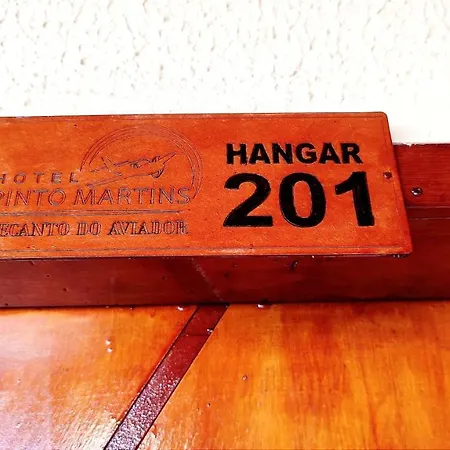 HOTEL
PINTO MARTINS
RECANTO DO AVIADOR
HANGAR
201